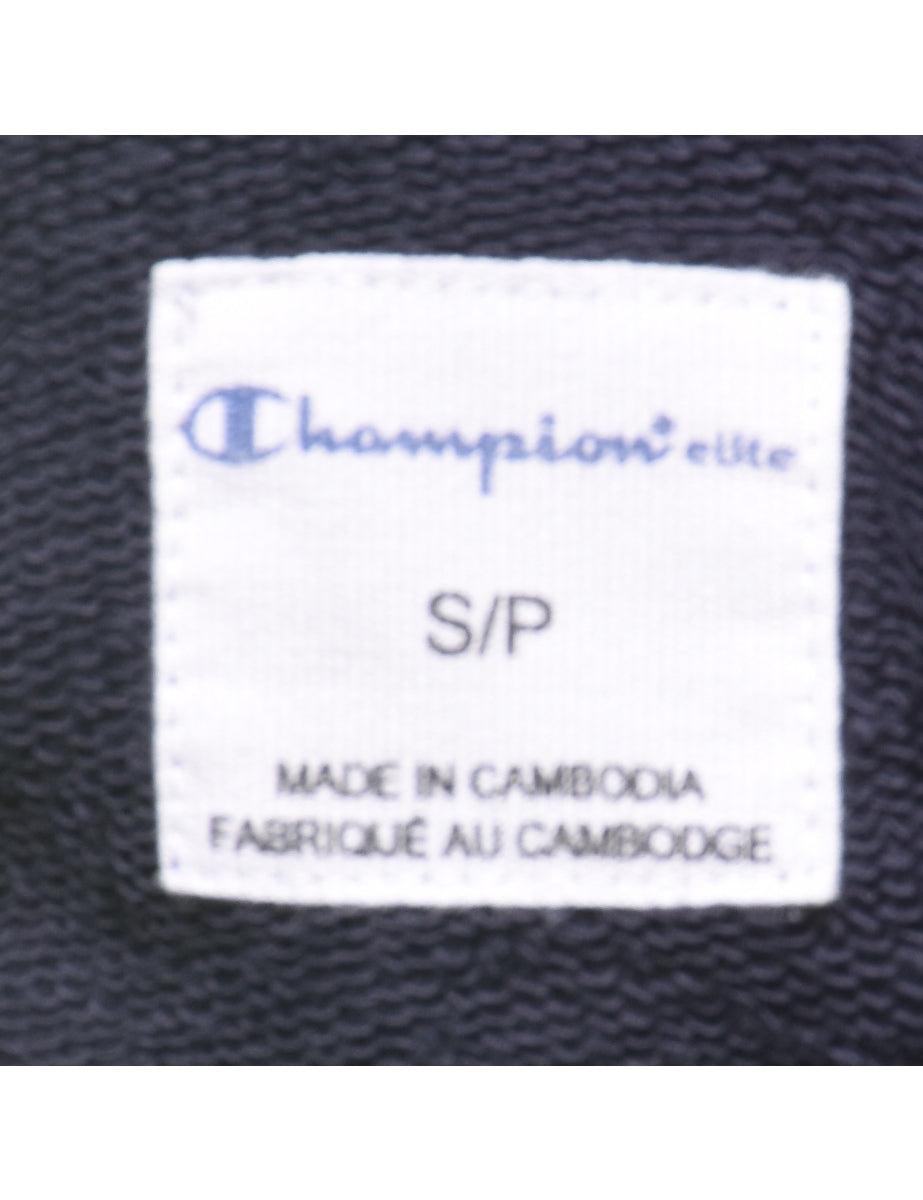 Champion elite
S/P
MADE IN CAMBODIA
FABRIQUÉ AU CAMBODGE